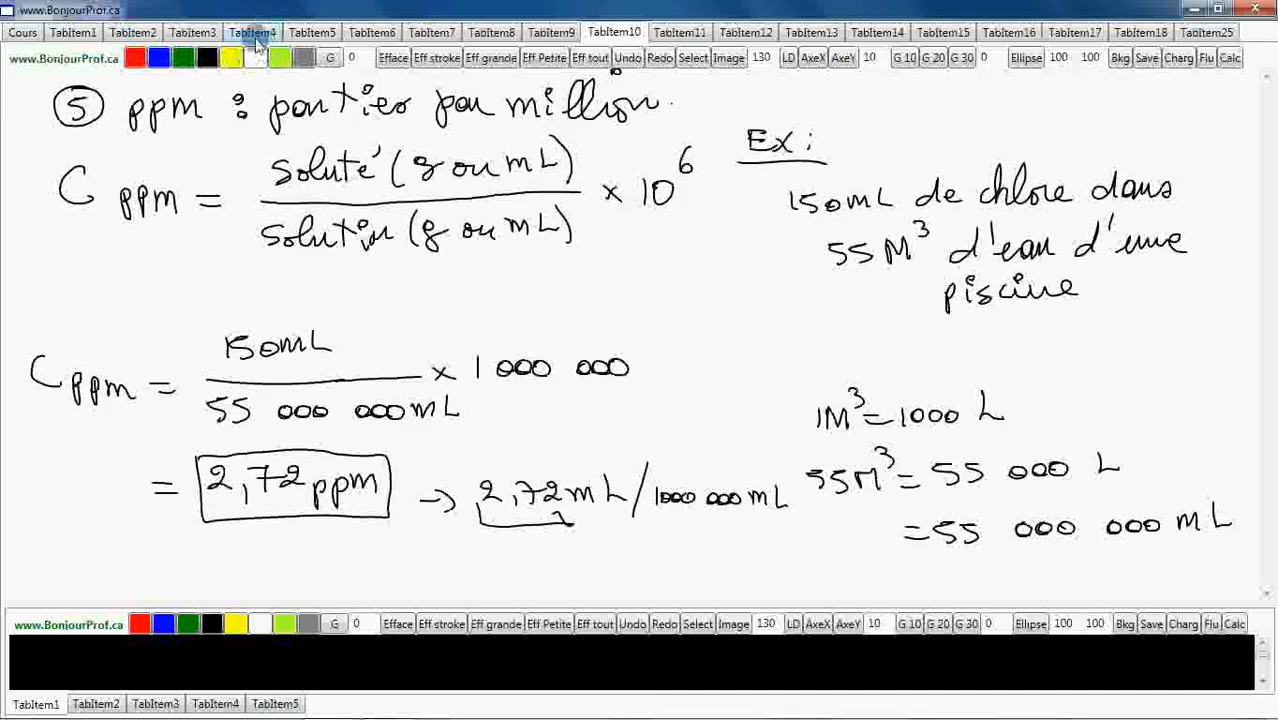 www.BonjourProf.ca
Cours TabItem1 TabItem2 TabItem3 TabItem4 TabItem5 TabItem6 TabItem7 TabItem8 TabItem9 TabItem10 TabItem11 TabItem12 TabItem13 TabItem14 TabItem15 TabItem16 TabItem17 TabItem18 TabItem25
www.BonjourProf.ca G 0 Efface Eff stroke Eff grande Eff Petite Eff tout Undo Redo Select Image 130 LD AxeX AxeY 10 G 10 G 20 G 30 0 Ellipse 100 100 Bkg Save Charg Flu Calc
⑤ ppm : parties par million.
C ppm = soluté (g ou mL) / solution (g ou mL) × 10⁶
Ex :
150mL de chlore dans
55 M³ d'eau d'une
piscine
C ppm = 150mL / 55 000 000 mL × 1 000 000
= 2,72 ppm → 2,72 mL / 1000 000 mL
1M³ = 1000 L
55M³ = 55 000 L
= 55 000 000 mL
www.BonjourProf.ca G 0 Efface Eff stroke Eff grande Eff Petite Eff tout Undo Redo Select Image 130 LD AxeX AxeY 10 G 10 G 20 G 30 0 Ellipse 100 100 Bkg Save Charg Flu Calc
TabItem1 TabItem2 TabItem3 TabItem4 TabItem5